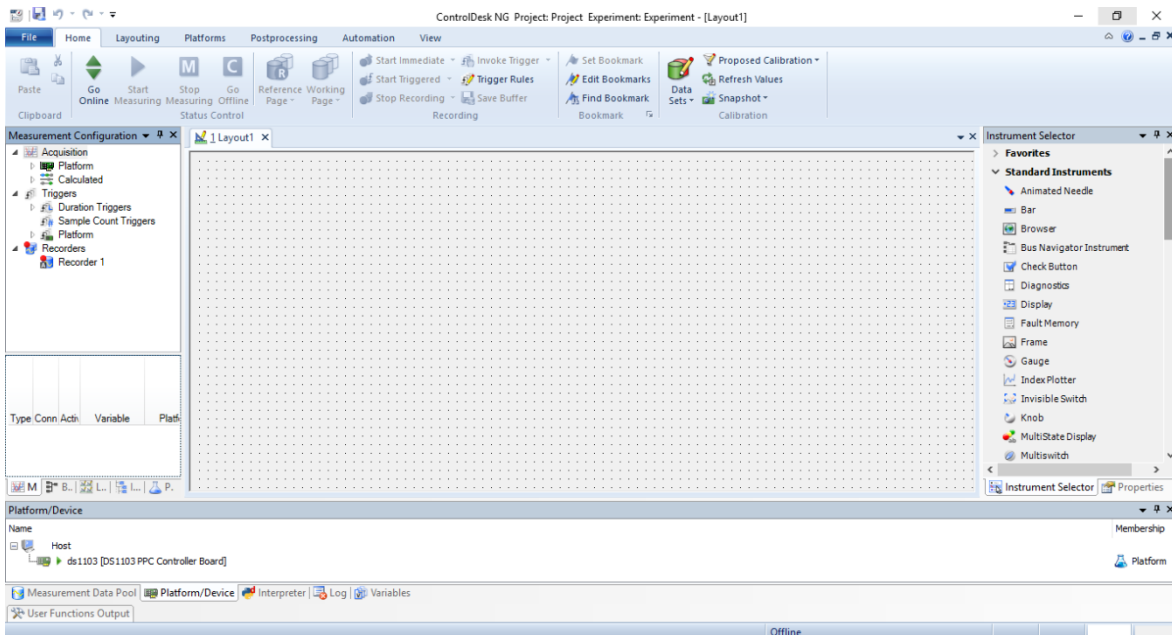 ControlDesk NG Project: Project Experiment: Experiment - [Layout1]
File Home Layouting Platforms Postprocessing Automation View
Paste
Clipboard
Go Online
Start Measuring
Stop Measuring
Go Offline
Reference Page
Working Page
Status Control
Start Immediate Invoke Trigger
Start Triggered Trigger Rules
Stop Recording Save Buffer
Recording
Set Bookmark
Edit Bookmarks
Find Bookmark
Bookmark
Data Sets
Proposed Calibration
Refresh Values
Snapshot
Calibration
Measurement Configuration
Acquisition
Platform
Calculated
Triggers
Duration Triggers
Sample Count Triggers
Platform
Recorders
Recorder 1
Type Conn Activ Variable Platfo
M B.. L... I... P.
1 Layout1
Instrument Selector
Favorites
Standard Instruments
Animated Needle
Bar
Browser
Bus Navigator Instrument
Check Button
Diagnostics
Display
Fault Memory
Frame
Gauge
Index Plotter
Invisible Switch
Knob
MultiState Display
Multiswitch
Instrument Selector Properties
Platform/Device
Name Membership
Host
ds1103 [DS1103 PPC Controller Board] Platform
Measurement Data Pool Platform/Device Interpreter Log Variables
User Functions Output
Offline